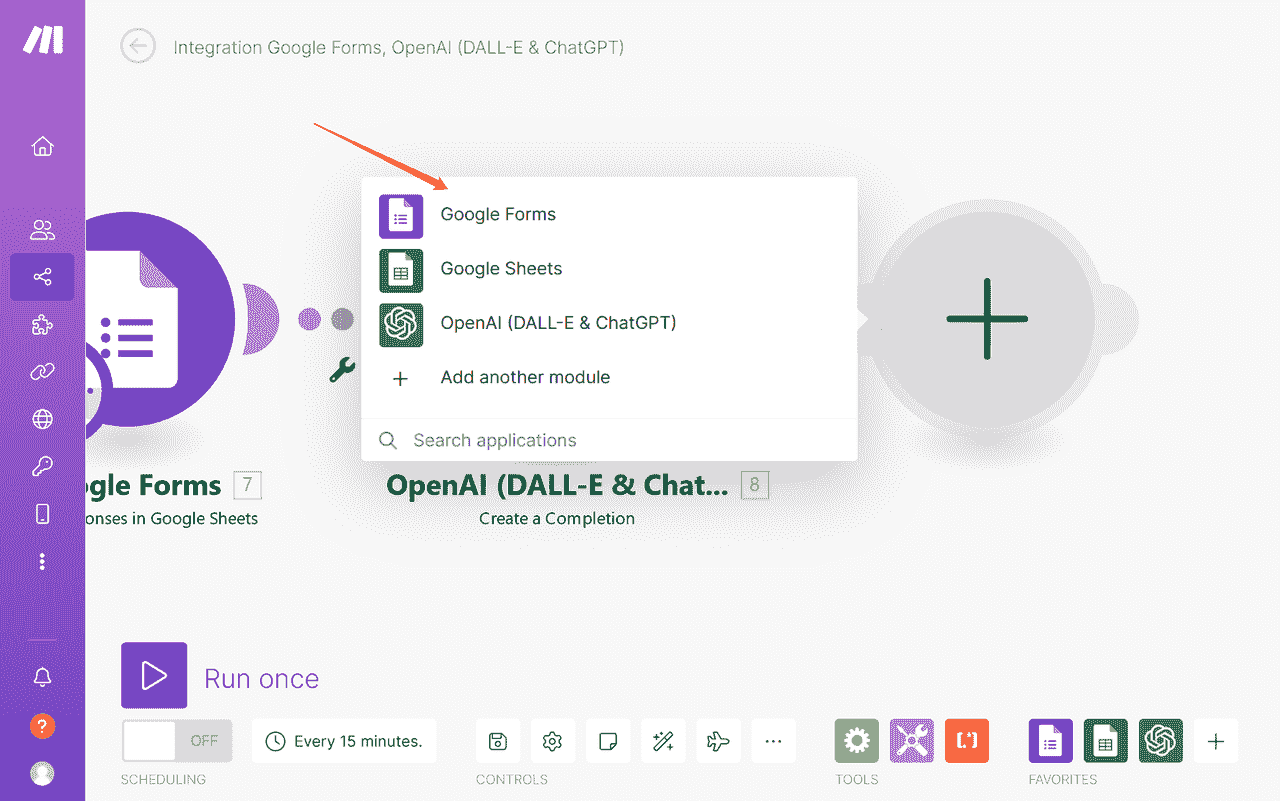 Integration Google Forms, OpenAI (DALL-E & ChatGPT)
Google Forms
Google Sheets
OpenAI (DALL-E & ChatGPT)
Add another module
Search applications
gle Forms 7
onses in Google Sheets
OpenAI (DALL-E & Chat... 8
Create a Completion
Run once
OFF
Every 15 minutes.
SCHEDULING
CONTROLS
TOOLS
FAVORITES
?